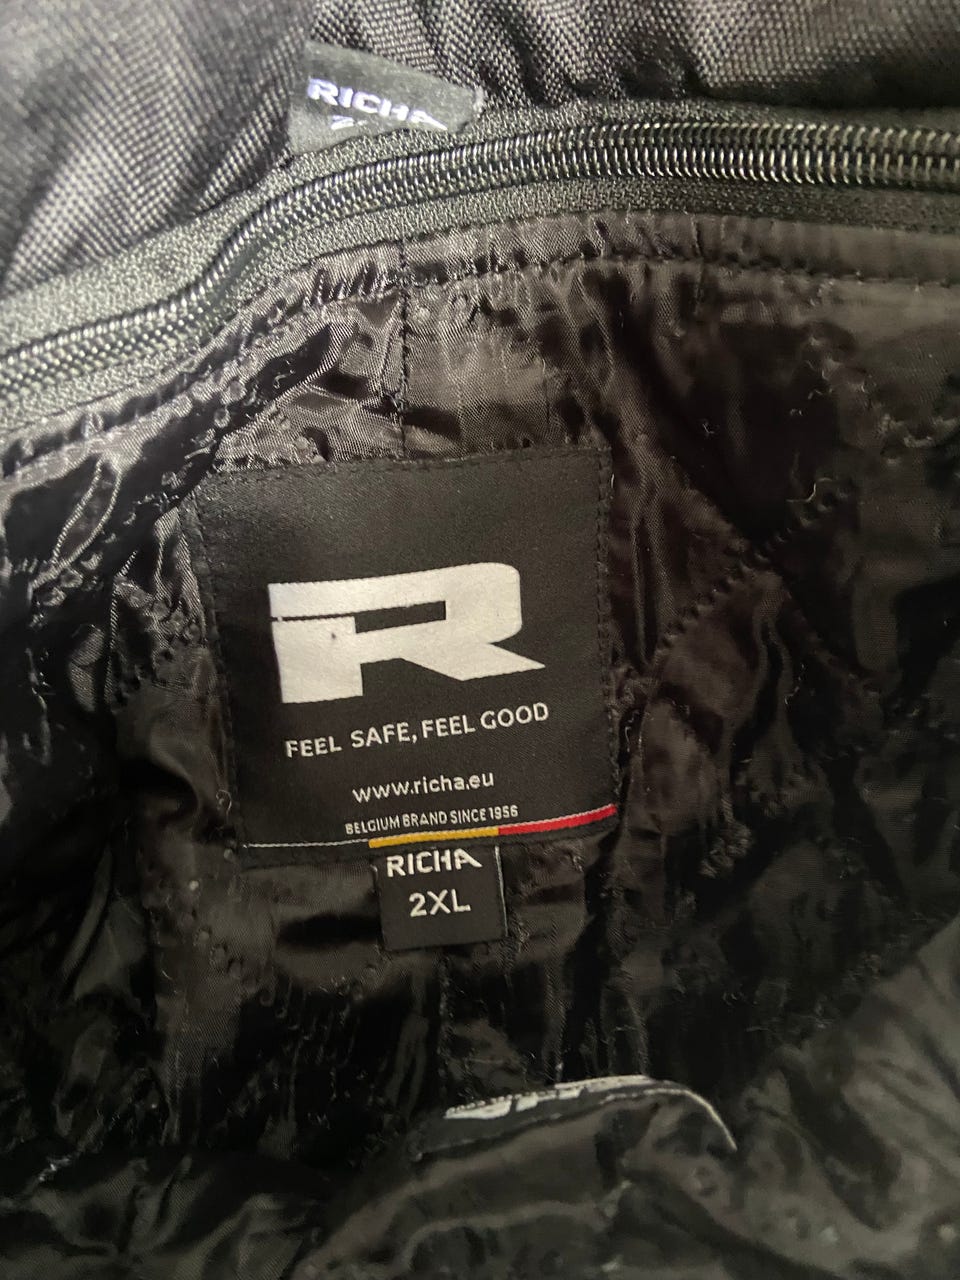 RICHA
R
FEEL SAFE, FEEL GOOD
www.richa.eu
BELGIUM BRAND SINCE 1956
RICHA
2XL